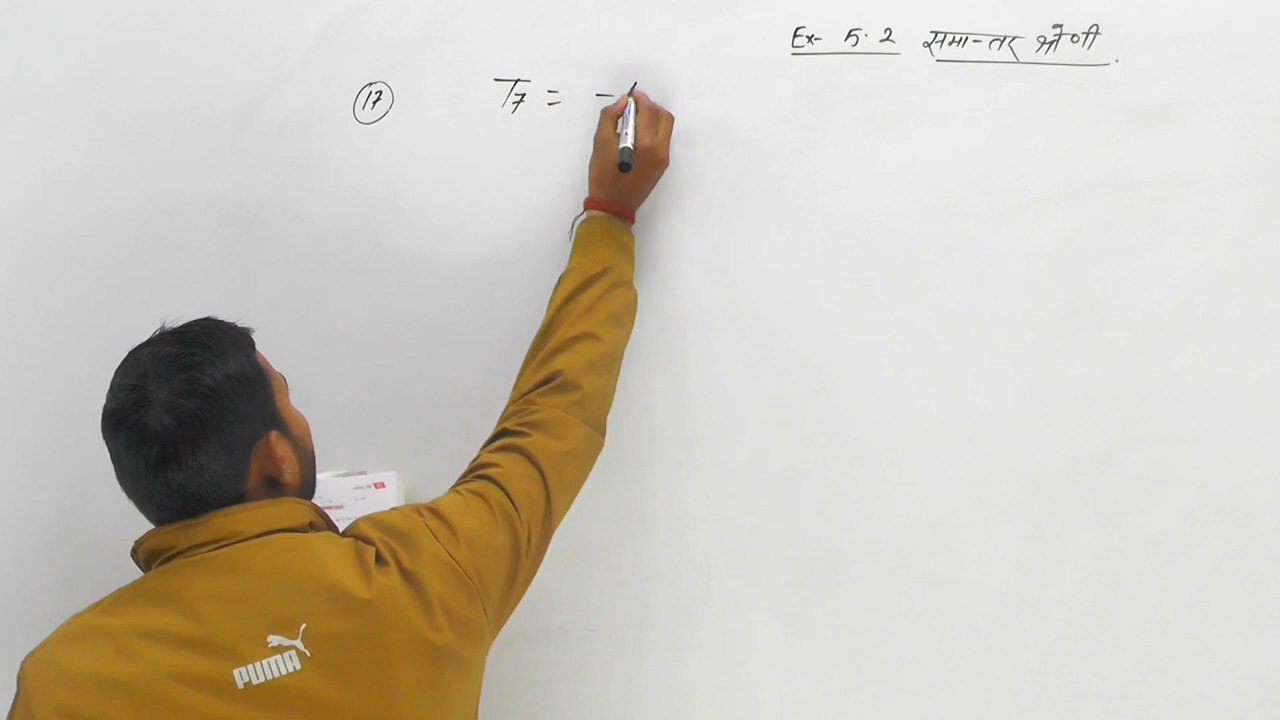 Ex- 5.2 समान्तर श्रेणी
17 T7 = -
PUMA